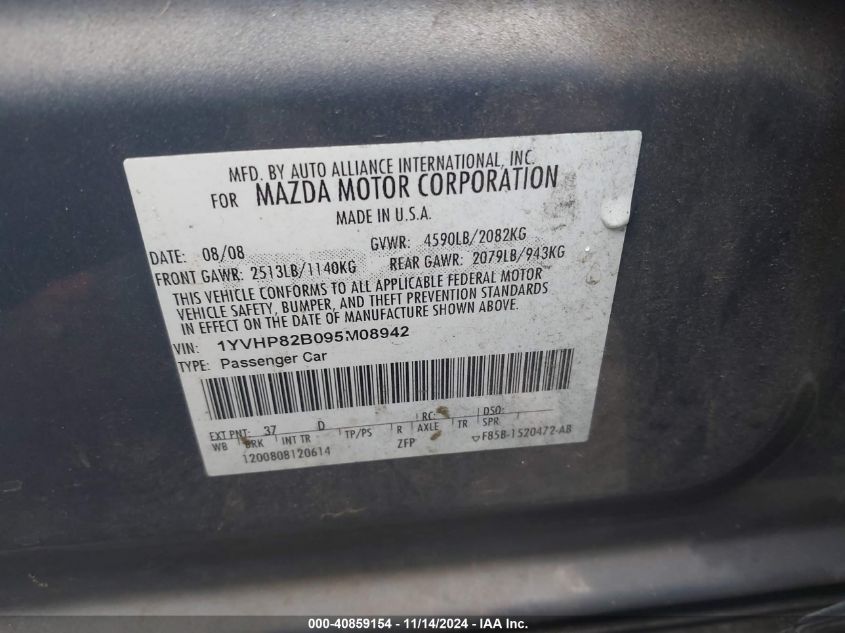 MFD. BY AUTO ALLIANCE INTERNATIONAL, INC.
FOR MAZDA MOTOR CORPORATION
MADE IN U.S.A.
DATE: 08/08 GVWR: 4590LB/2082KG
FRONT GAWR: 2513LB/1140KG REAR GAWR: 2079LB/943KG
THIS VEHICLE CONFORMS TO ALL APPLICABLE FEDERAL MOTOR
VEHICLE SAFETY, BUMPER, AND THEFT PREVENTION STANDARDS
IN EFFECT ON THE DATE OF MANUFACTURE SHOWN ABOVE.
VIN: 1YVHP82B095M08942
TYPE: Passenger Car
EXT PNT: 37 D RC: DSO:
WB BRK INT TR TP/PS R AXLE TR SPR
1200808120614 ZFP F85B-1520472-AB
000-40859154 — 11/14/2024 — IAA Inc.